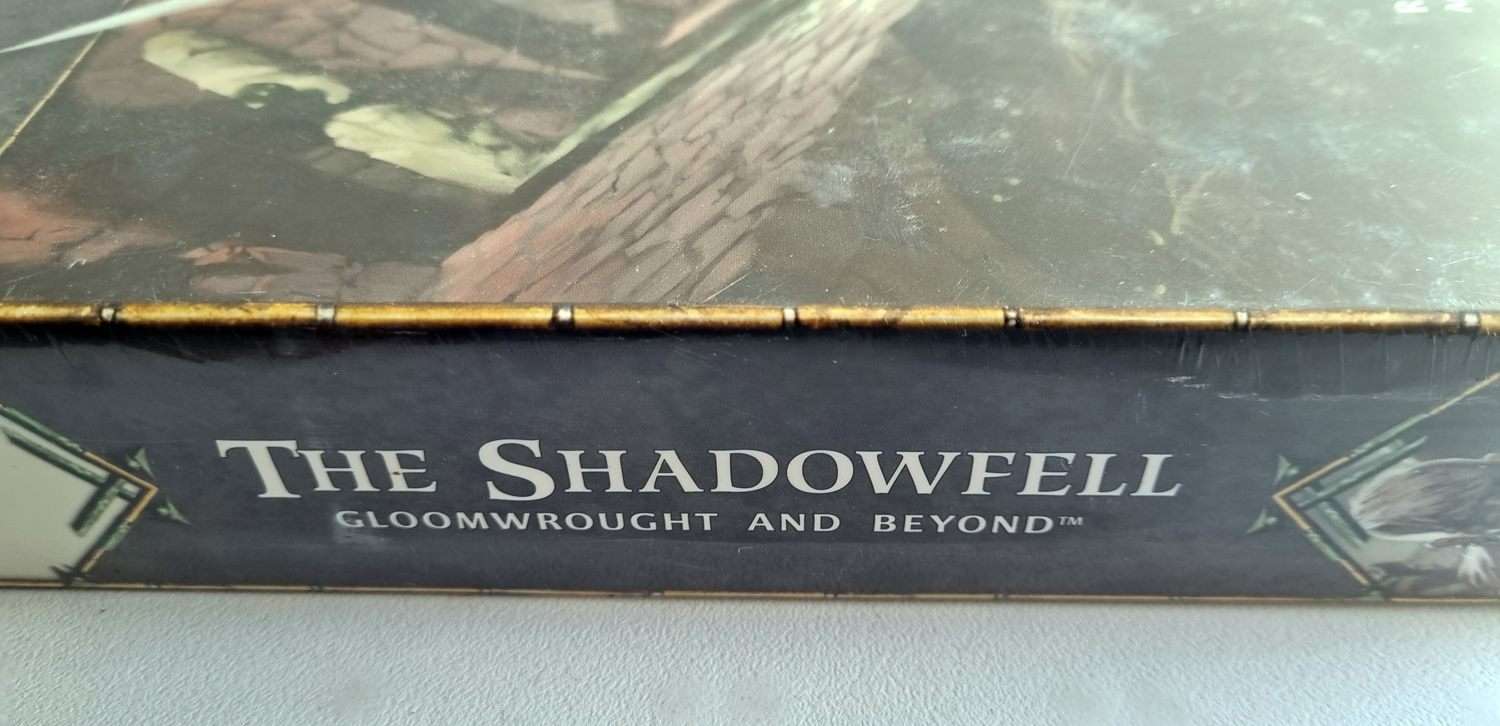 THE SHADOWFELL
GLOOMWROUGHT AND BEYOND™